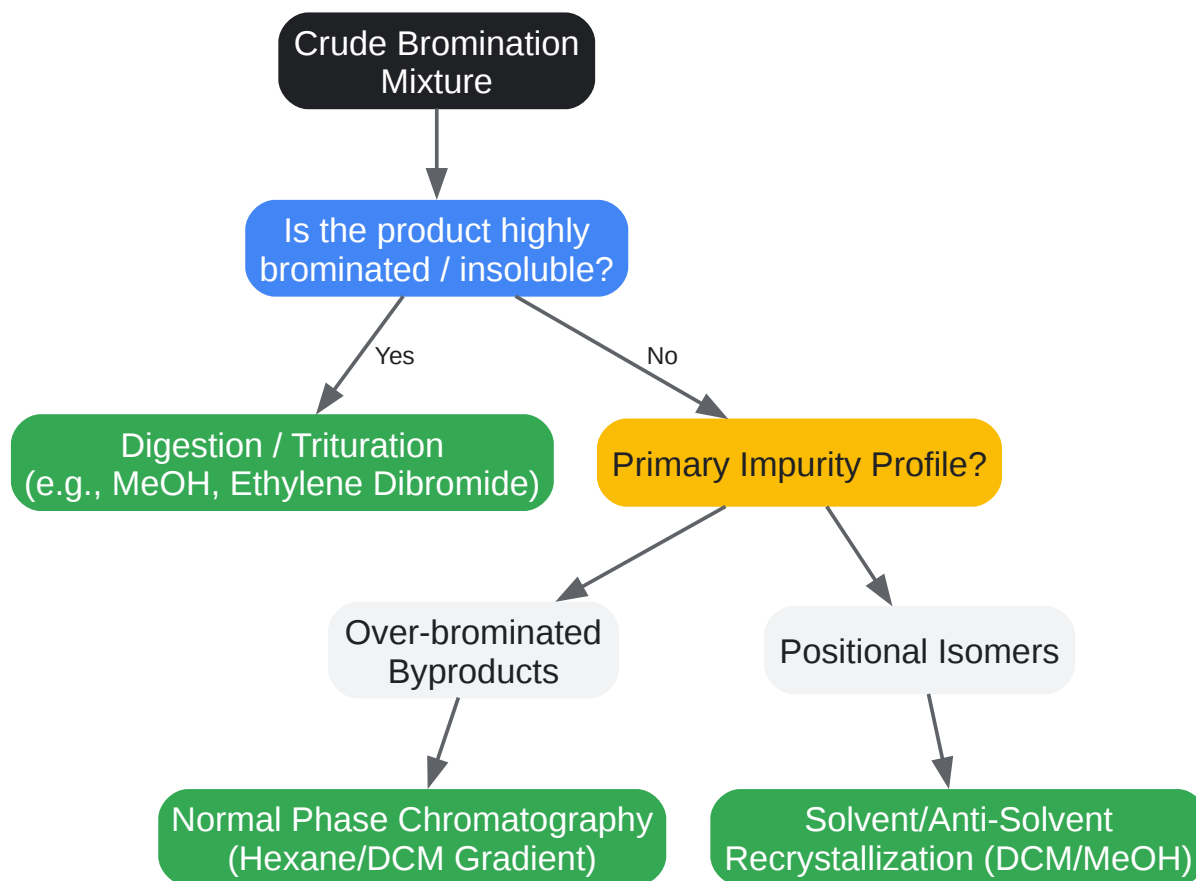 Crude Bromination
Mixture
Is the product highly
brominated / insoluble?
Yes
No
Digestion / Trituration
(e.g., MeOH, Ethylene Dibromide)
Primary Impurity Profile?
Over-brominated
Byproducts
Positional Isomers
Normal Phase Chromatography
(Hexane/DCM Gradient)
Solvent/Anti-Solvent
Recrystallization (DCM/MeOH)